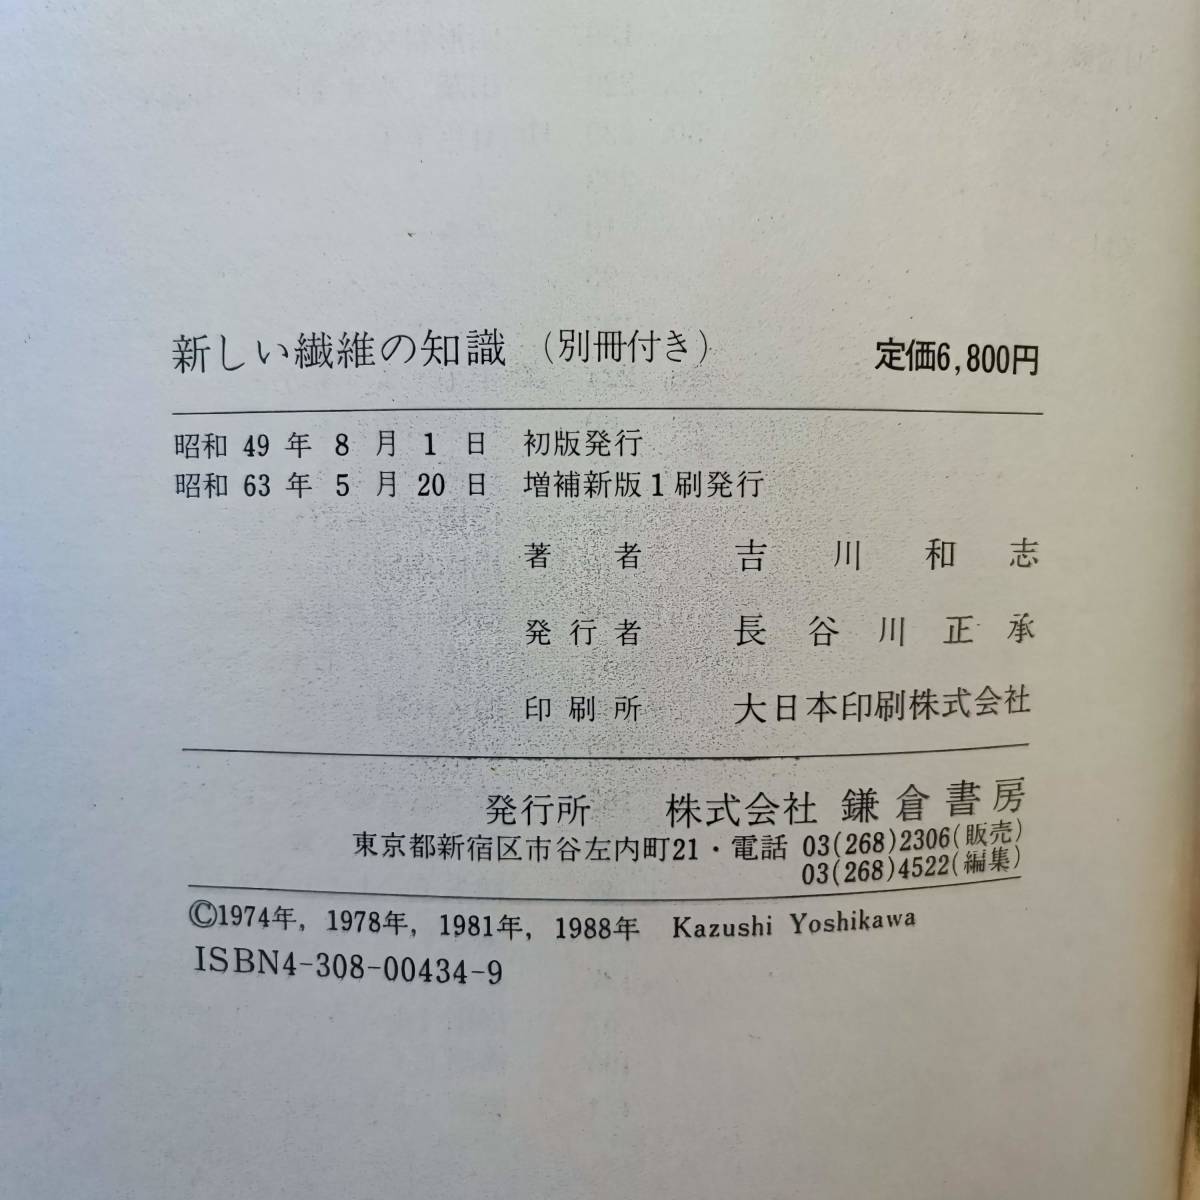 新しい繊維の知識 (別冊付き) 定価6,800円
昭和 49 年 8 月 1 日 初版発行
昭和 63 年 5 月 20 日 増補新版1刷発行
著者 吉川和志
発行者 長谷川正承
印刷所 大日本印刷株式会社
発行所 株式会社 鎌倉書房
東京都新宿区市谷左内町21・電話 03(268)2306(販売)
03(268)4522(編集)
©1974年, 1978年, 1981年, 1988年 Kazushi Yoshikawa
ISBN4-308-00434-9